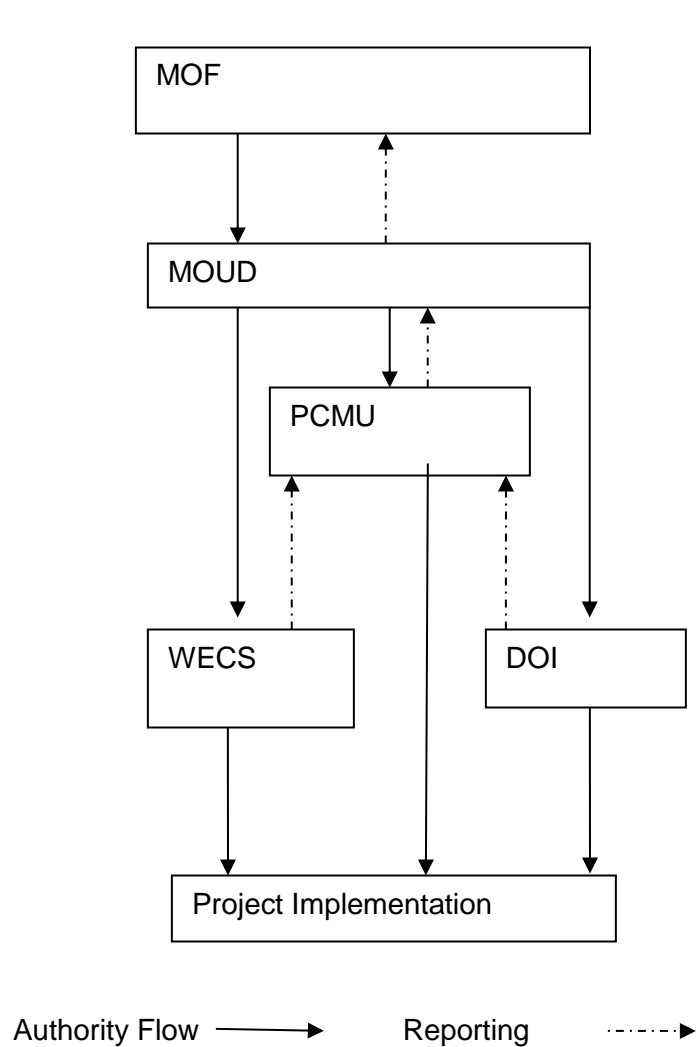 MOF
MOUD
PCMU
WECS
DOI
Project Implementation
Authority Flow
Reporting